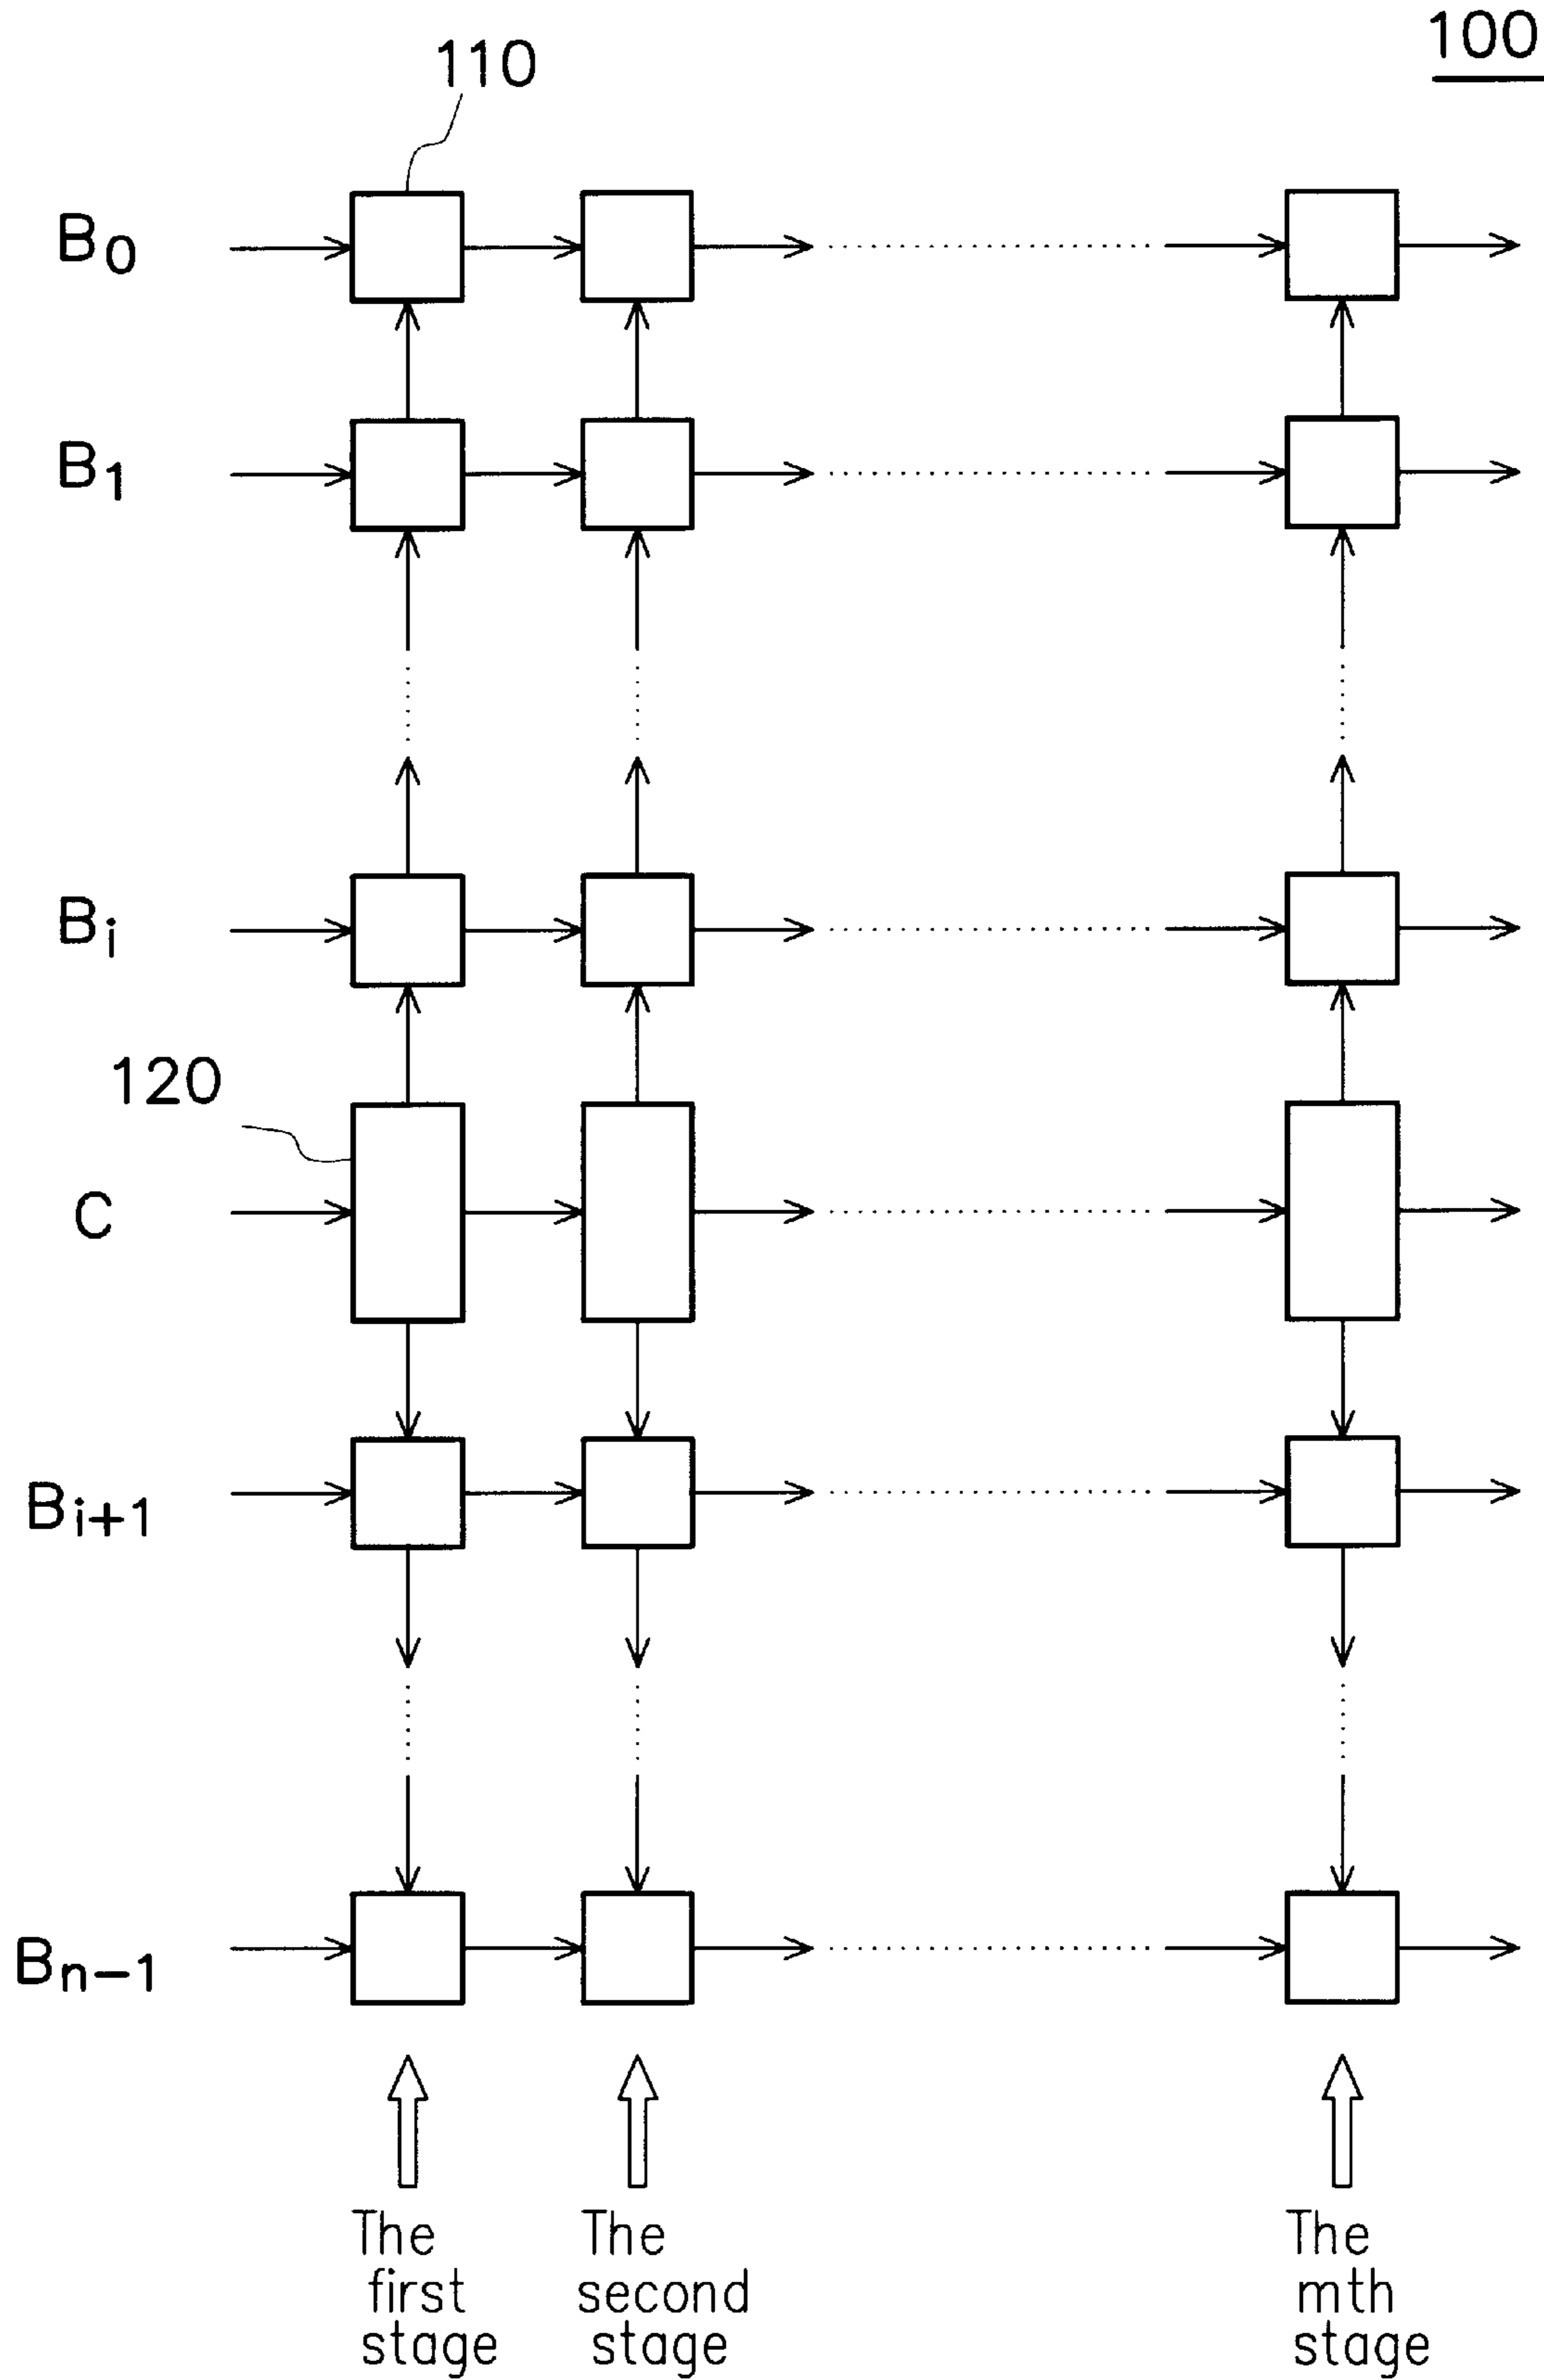 100
110
B0
B1
Bi
120
C
Bi+1
Bn-1
The first stage
The second stage
The mth stage